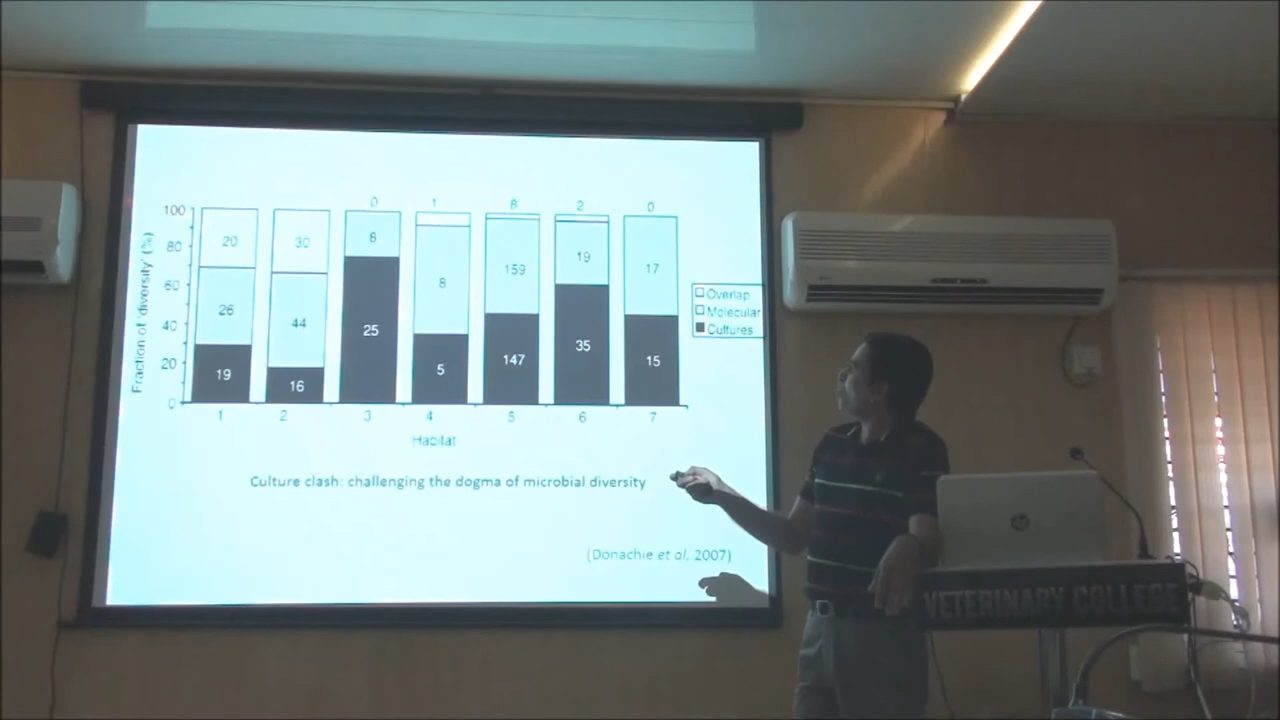 0 1 8 2 0
100
80
60
40
20
0
Fraction of 'diversity' (%)
20 30 8 8 159 19 17
26 44
19 16 25 5 147 35 15
1 2 3 4 5 6 7
Habitat
Overlap
Molecular
Cultures
Culture clash: challenging the dogma of microbial diversity
(Donachie et al, 2007)
VETERINARY COLLEGE
hp